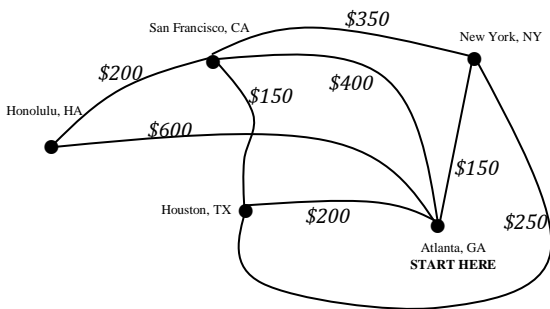 $350
San Francisco, CA
New York, NY
$200
$400
$150
Honolulu, HA
$600
$150
Houston, TX
$200
$250
Atlanta, GA
START HERE